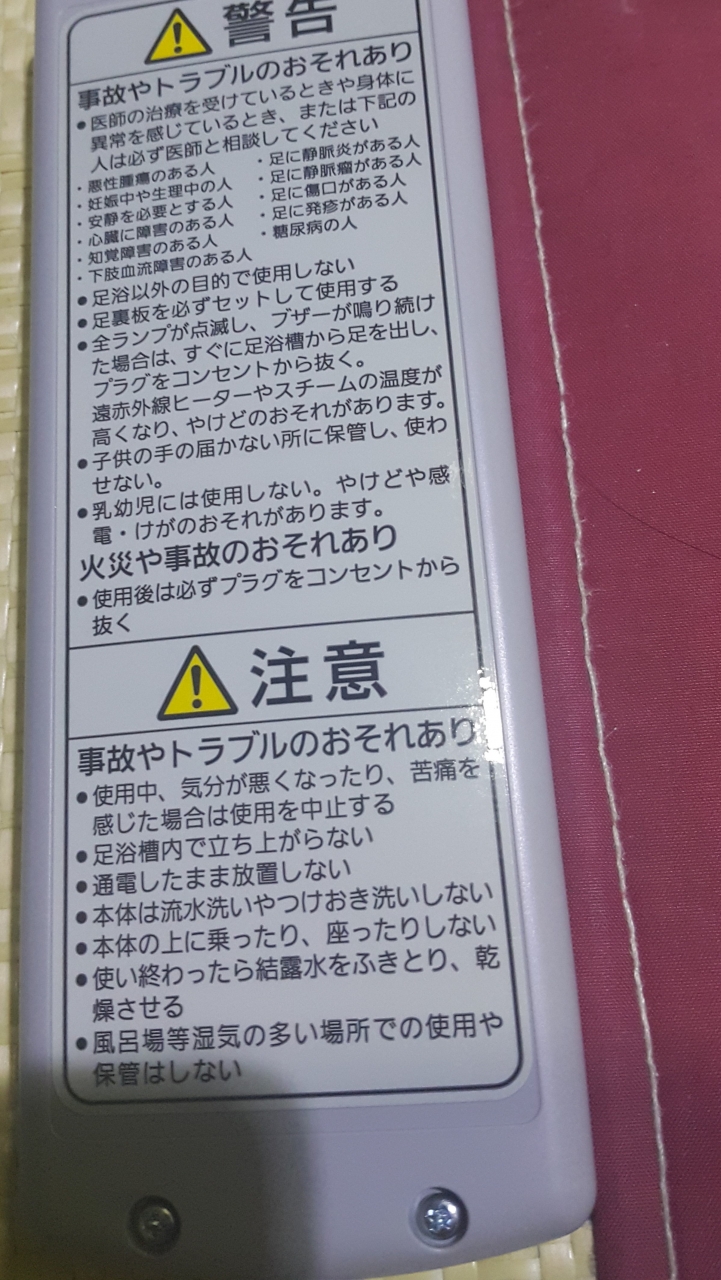 警告
事故やトラブルのおそれあり
●医師の治療を受けているときや身体に
異常を感じているとき、または下記の
人は必ず医師と相談してください
・悪性腫瘍のある人
・妊娠中や生理中の人
・安静を必要とする人
・心臓に障害のある人
・知覚障害のある人
・下肢血流障害のある人
・足に静脈炎がある人
・足に静脈瘤がある人
・足に傷口がある人
・足に発疹がある人
・糖尿病の人
●足浴以外の目的で使用しない
●足裏板を必ずセットして使用する
●全ランプが点滅し、ブザーが鳴り続け
た場合は、すぐに足浴槽から足を出し、
プラグをコンセントから抜く。
遠赤外線ヒーターやスチームの温度が
高くなり、やけどのおそれがあります。
●子供の手の届かない所に保管し、使わ
せない。
●乳幼児には使用しない。やけどや感
電・けがのおそれがあります。
火災や事故のおそれあり
●使用後は必ずプラグをコンセントから
抜く
注意
事故やトラブルのおそれあり
●使用中、気分が悪くなったり、苦痛を
感じた場合は使用を中止する
●足浴槽内で立ち上がらない
●通電したまま放置しない
●本体は流水洗いやつけおき洗いしない
●本体の上に乗ったり、座ったりしない
●使い終わったら結露水をふきとり、乾
燥させる
●風呂場等湿気の多い場所での使用や
保管はしない